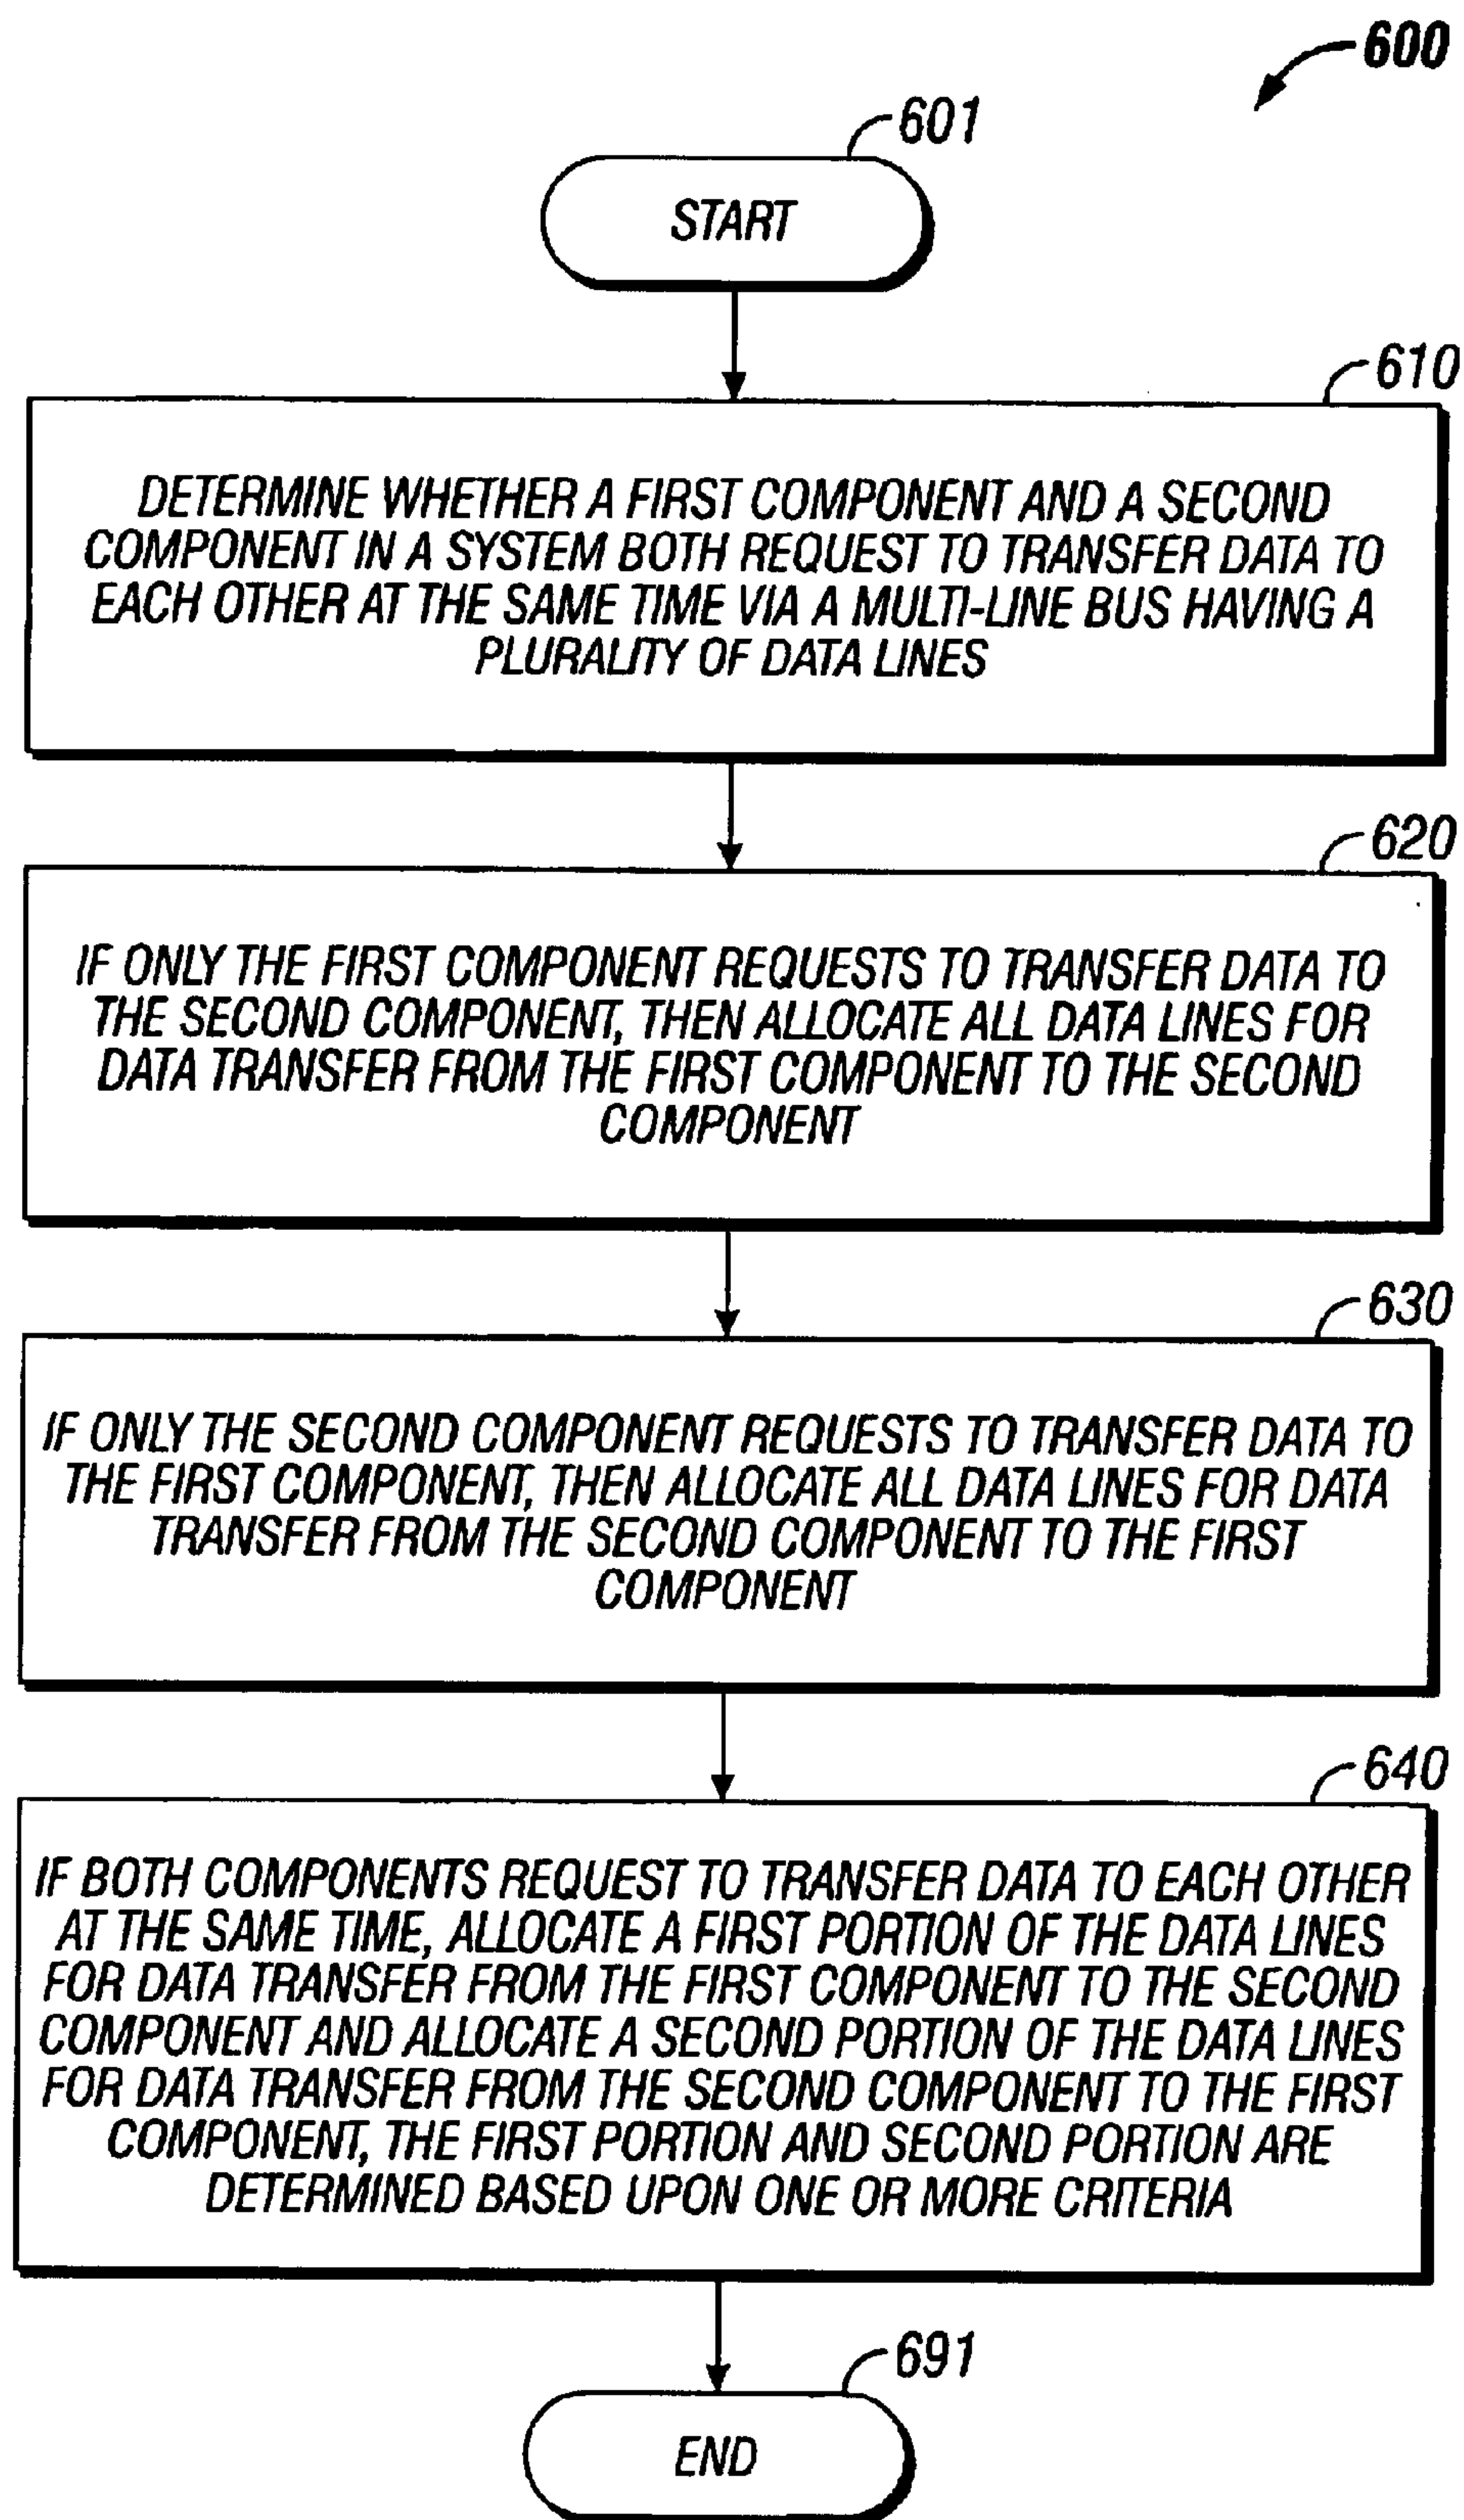 600
601
START
610
DETERMINE WHETHER A FIRST COMPONENT AND A SECOND
COMPONENT IN A SYSTEM BOTH REQUEST TO TRANSFER DATA TO
EACH OTHER AT THE SAME TIME VIA A MULTI-LINE BUS HAVING A
PLURALITY OF DATA LINES
620
IF ONLY THE FIRST COMPONENT REQUESTS TO TRANSFER DATA TO
THE SECOND COMPONENT, THEN ALLOCATE ALL DATA LINES FOR
DATA TRANSFER FROM THE FIRST COMPONENT TO THE SECOND
COMPONENT
630
IF ONLY THE SECOND COMPONENT REQUESTS TO TRANSFER DATA TO
THE FIRST COMPONENT, THEN ALLOCATE ALL DATA LINES FOR DATA
TRANSFER FROM THE SECOND COMPONENT TO THE FIRST
COMPONENT
640
IF BOTH COMPONENTS REQUEST TO TRANSFER DATA TO EACH OTHER
AT THE SAME TIME, ALLOCATE A FIRST PORTION OF THE DATA LINES
FOR DATA TRANSFER FROM THE FIRST COMPONENT TO THE SECOND
COMPONENT AND ALLOCATE A SECOND PORTION OF THE DATA LINES
FOR DATA TRANSFER FROM THE SECOND COMPONENT TO THE FIRST
COMPONENT, THE FIRST PORTION AND SECOND PORTION ARE
DETERMINED BASED UPON ONE OR MORE CRITERIA
691
END